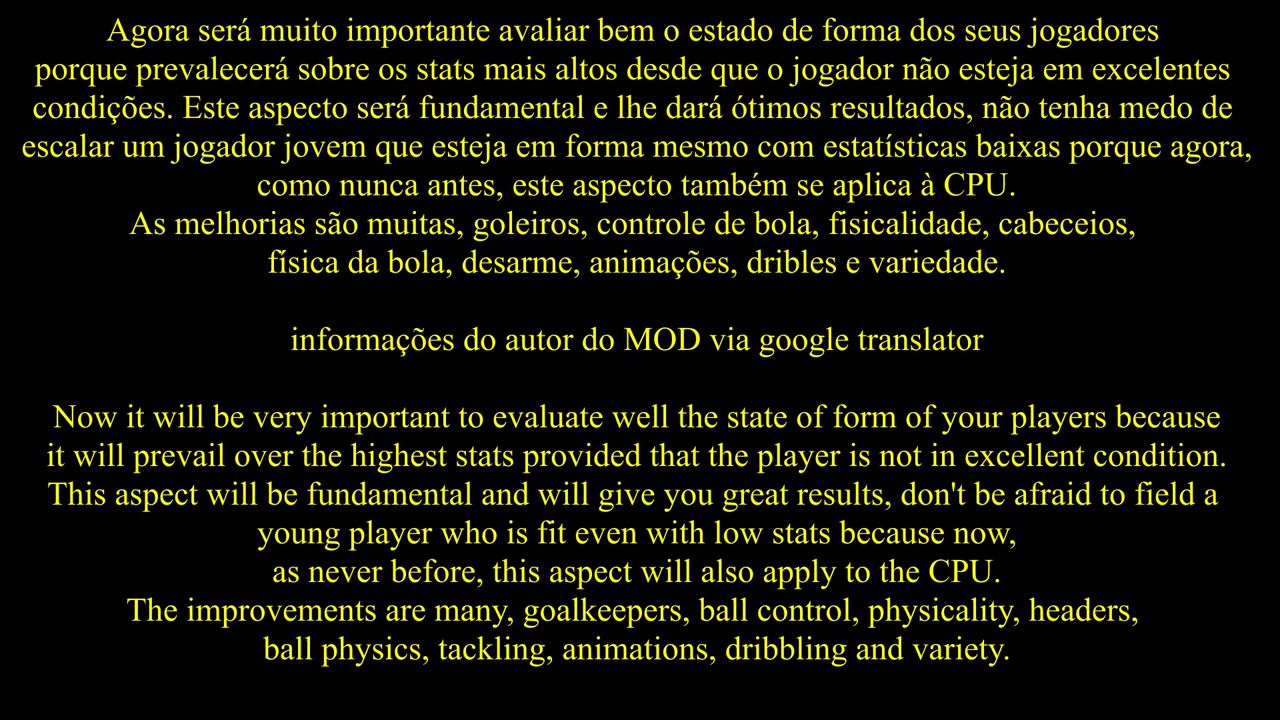 Agora será muito importante avaliar bem o estado de forma dos seus jogadores
porque prevalecerá sobre os stats mais altos desde que o jogador não esteja em excelentes
condições. Este aspecto será fundamental e lhe dará ótimos resultados, não tenha medo de
escalar um jogador jovem que esteja em forma mesmo com estatísticas baixas porque agora,
como nunca antes, este aspecto também se aplica à CPU.
As melhorias são muitas, goleiros, controle de bola, fisicalidade, cabeceios,
física da bola, desarme, animações, dribles e variedade.
informações do autor do MOD via google translator
Now it will be very important to evaluate well the state of form of your players because
it will prevail over the highest stats provided that the player is not in excellent condition.
This aspect will be fundamental and will give you great results, don't be afraid to field a
young player who is fit even with low stats because now,
as never before, this aspect will also apply to the CPU.
The improvements are many, goalkeepers, ball control, physicality, headers,
ball physics, tackling, animations, dribbling and variety.